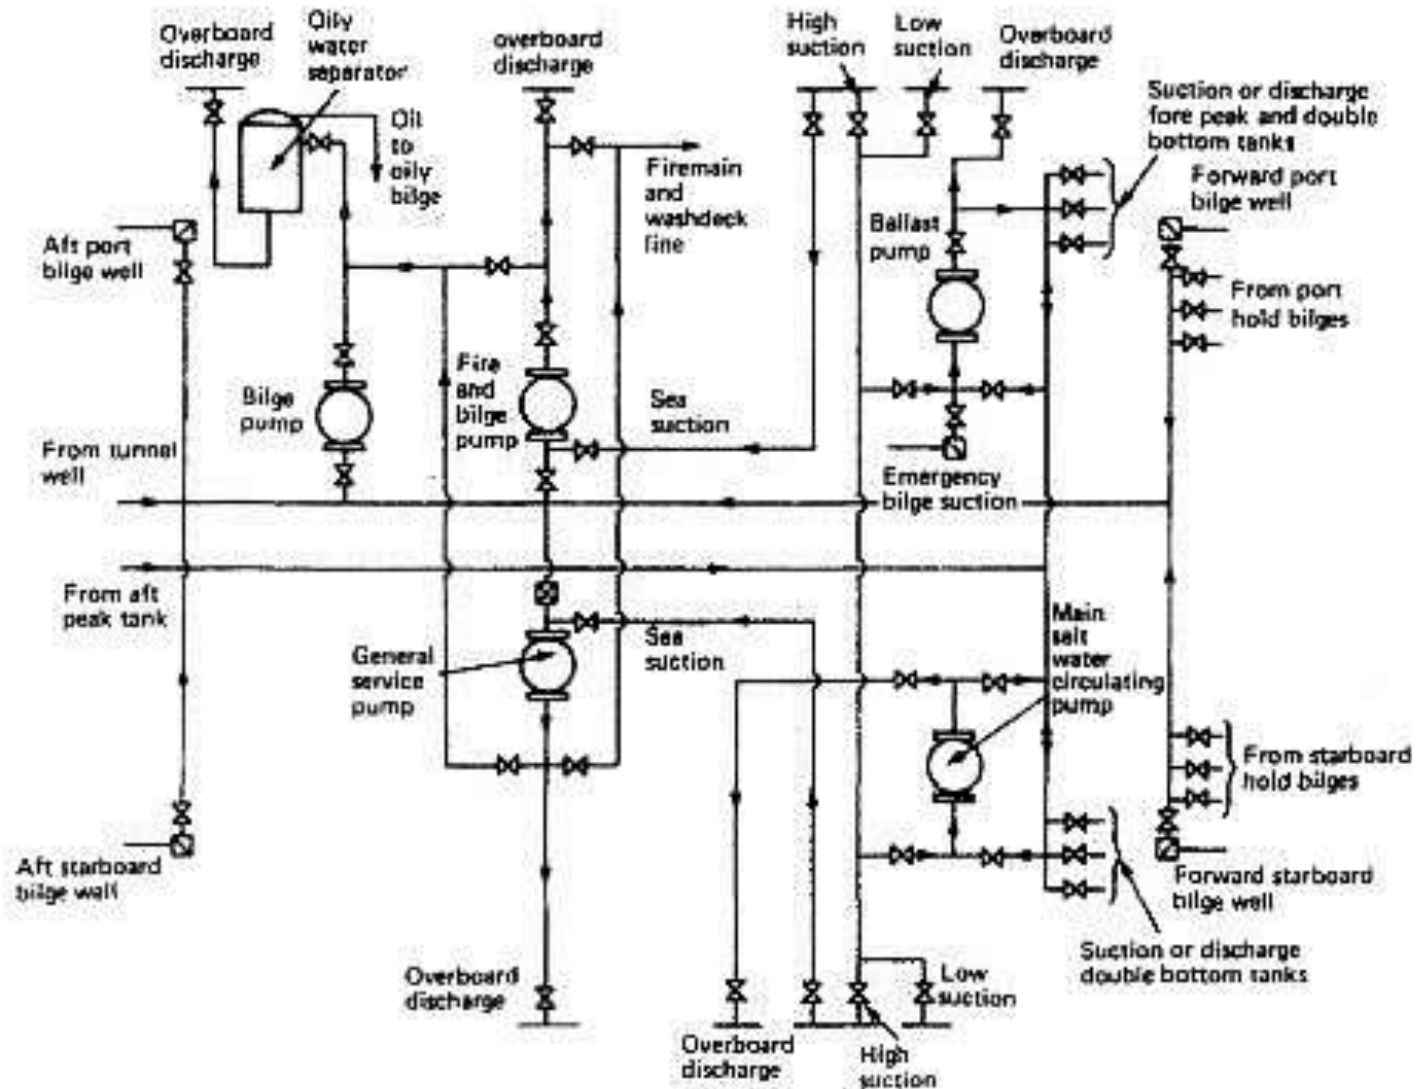 Overboard
discharge
Oily
water
separator
overboard
discharge
High
suction
Low
suction
Overboard
discharge
Suction or discharge
fore peak and double
bottom tanks
Oil
to
oily
bilge
Firemain
and
washdeck
line
Forward port
bilge well
Aft port
bilge well
Ballast
pump
From port
hold bilges
Bilge
pump
Fire
and
bilge
pump
Sea
suction
From tunnel
well
Emergency
bilge suction
From aft
peak tank
General
service
pump
Sea
suction
Main
salt
water
circulating
pump
From starboard
hold bilges
Aft starboard
bilge well
Forward starboard
bilge well
Overboard
discharge
Low
suction
Suction or discharge
double bottom tanks
Overboard
discharge
High
suction